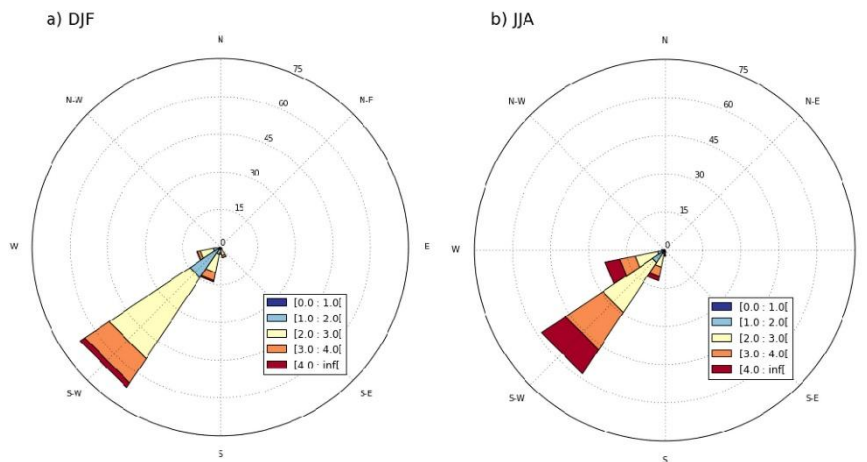 a) DJF
N
N-W
N-F
75
60
45
30
15
0
W
E
[0.0 : 1.0[
[1.0 : 2.0[
[2.0 : 3.0[
[3.0 : 4.0[
[4.0 : inf[
S-W
S-E
S
b) JJA
N
N-W
N-E
75
60
45
30
15
0
W
[0.0 : 1.0[
[1.0 : 2.0[
[2.0 : 3.0[
[3.0 : 4.0[
[4.0 : inf[
S-W
S-E
S